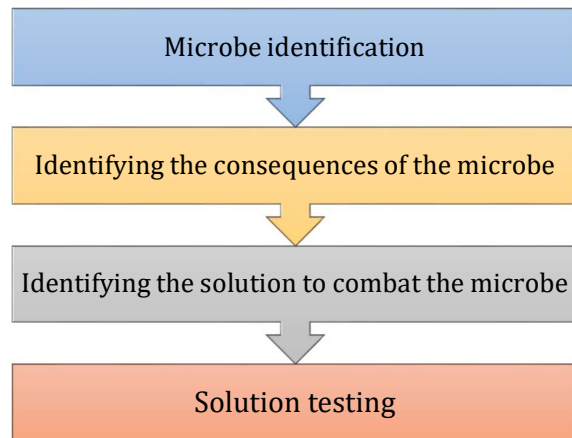 Microbe identification
Identifying the consequences of the microbe
Identifying the solution to combat the microbe
Solution testing